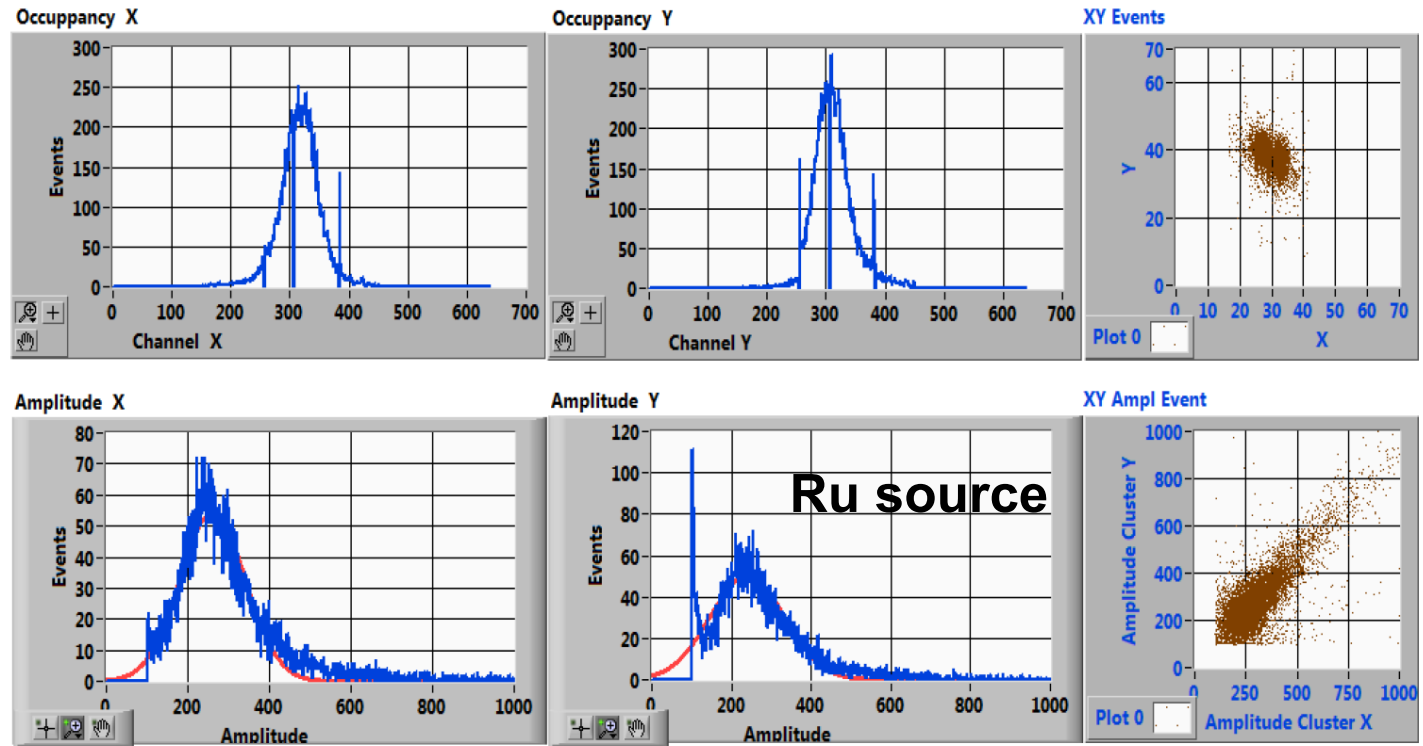 Occuppancy X
300
250
200
150
100
50
0
Events
0 100 200 300 400 500 600 700
Channel X
Occuppancy Y
300
250
200
150
100
50
0
Events
0 100 200 300 400 500 600 700
Channel Y
XY Events
70
60
40
20
0
Y
0 10 20 30 40 50 60 70
X
Plot 0
Amplitude X
80
70
60
50
40
30
20
10
0
Events
200 400 600 800 1000
Amplitude
Amplitude Y
120
100
80
60
40
20
0
Events
Ru source
0 200 400 600 800 1000
Amplitude
XY Ampl Event
1000
800
600
400
200
0
Amplitude Cluster Y
0 250 500 750 1000
Plot 0
Amplitude Cluster X